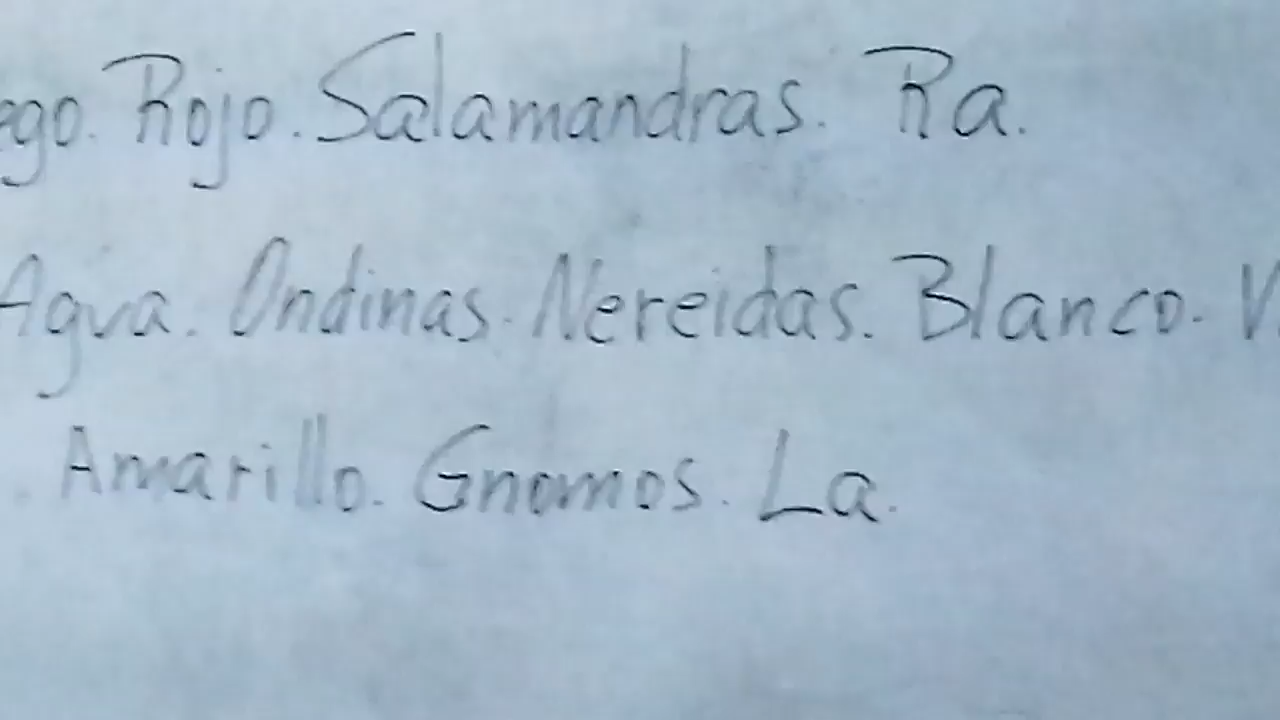 ego. Rojo. Salamandras. Ra.
Agua. Ondinas. Nereidas. Blanco. V
. Amarillo. Gnomos. La.